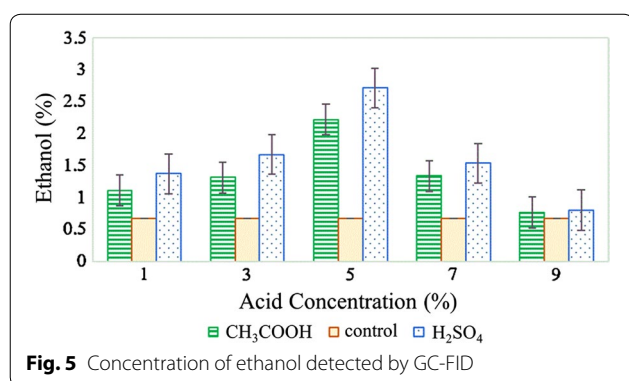 3.5
3
2.5
2
1.5
1
0.5
0
Ethanol (%)
1 3 5 7 9
Acid Concentration (%)
CH₃COOH control H₂SO₄
Fig. 5 Concentration of ethanol detected by GC-FID